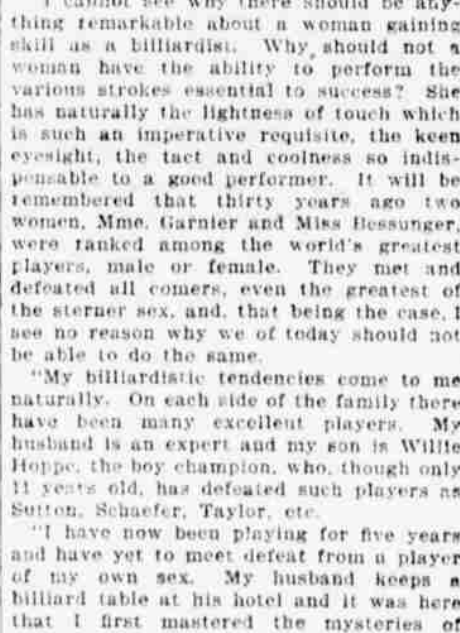 I cannot see why there should be any-
thing remarkable about a woman gaining
skill as a billiardist. Why should not a
woman have the ability to perform the
various strokes essential to success? She
has naturally the lightness of touch which
is such an imperative requisite, the keen
eyesight, the tact and coolness so indis-
pensable to a good performer. It will be
remembered that thirty years ago two
women, Mme. Garnier and Miss Bessunger,
were ranked among the world's greatest
players, male or female. They met and
defeated all comers, even the greatest of
the sterner sex, and, that being the case, I
see no reason why we of today should not
be able to do the same.
"My billiardistic tendencies come to me
naturally. On each side of the family there
have been many excellent players. My
husband is an expert and my son is Willie
Hoppe, the boy champion, who, though only
11 years old, has defeated such players as
Sutton, Schaefer, Taylor, etc.
"I have now been playing for five years
and have yet to meet defeat from a player
of my own sex. My husband keeps a
billiard table at his hotel and it was here
that I first mastered the mysteries of